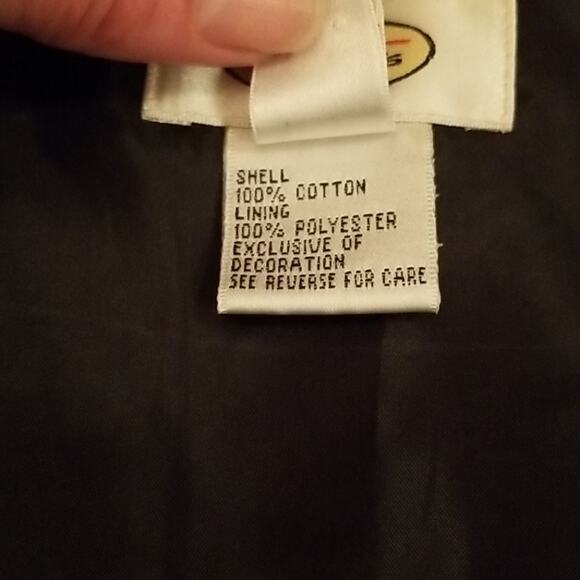 SHELL
100% COTTON
LINING
100% POLYESTER
EXCLUSIVE OF
DECORATION
SEE REVERSE FOR CARE